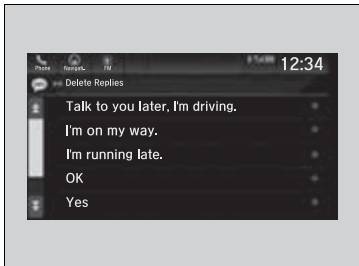 Phone
Navigati..
FM
12:34
Delete Replies
Talk to you later, I'm driving.
I'm on my way.
I'm running late.
OK
Yes